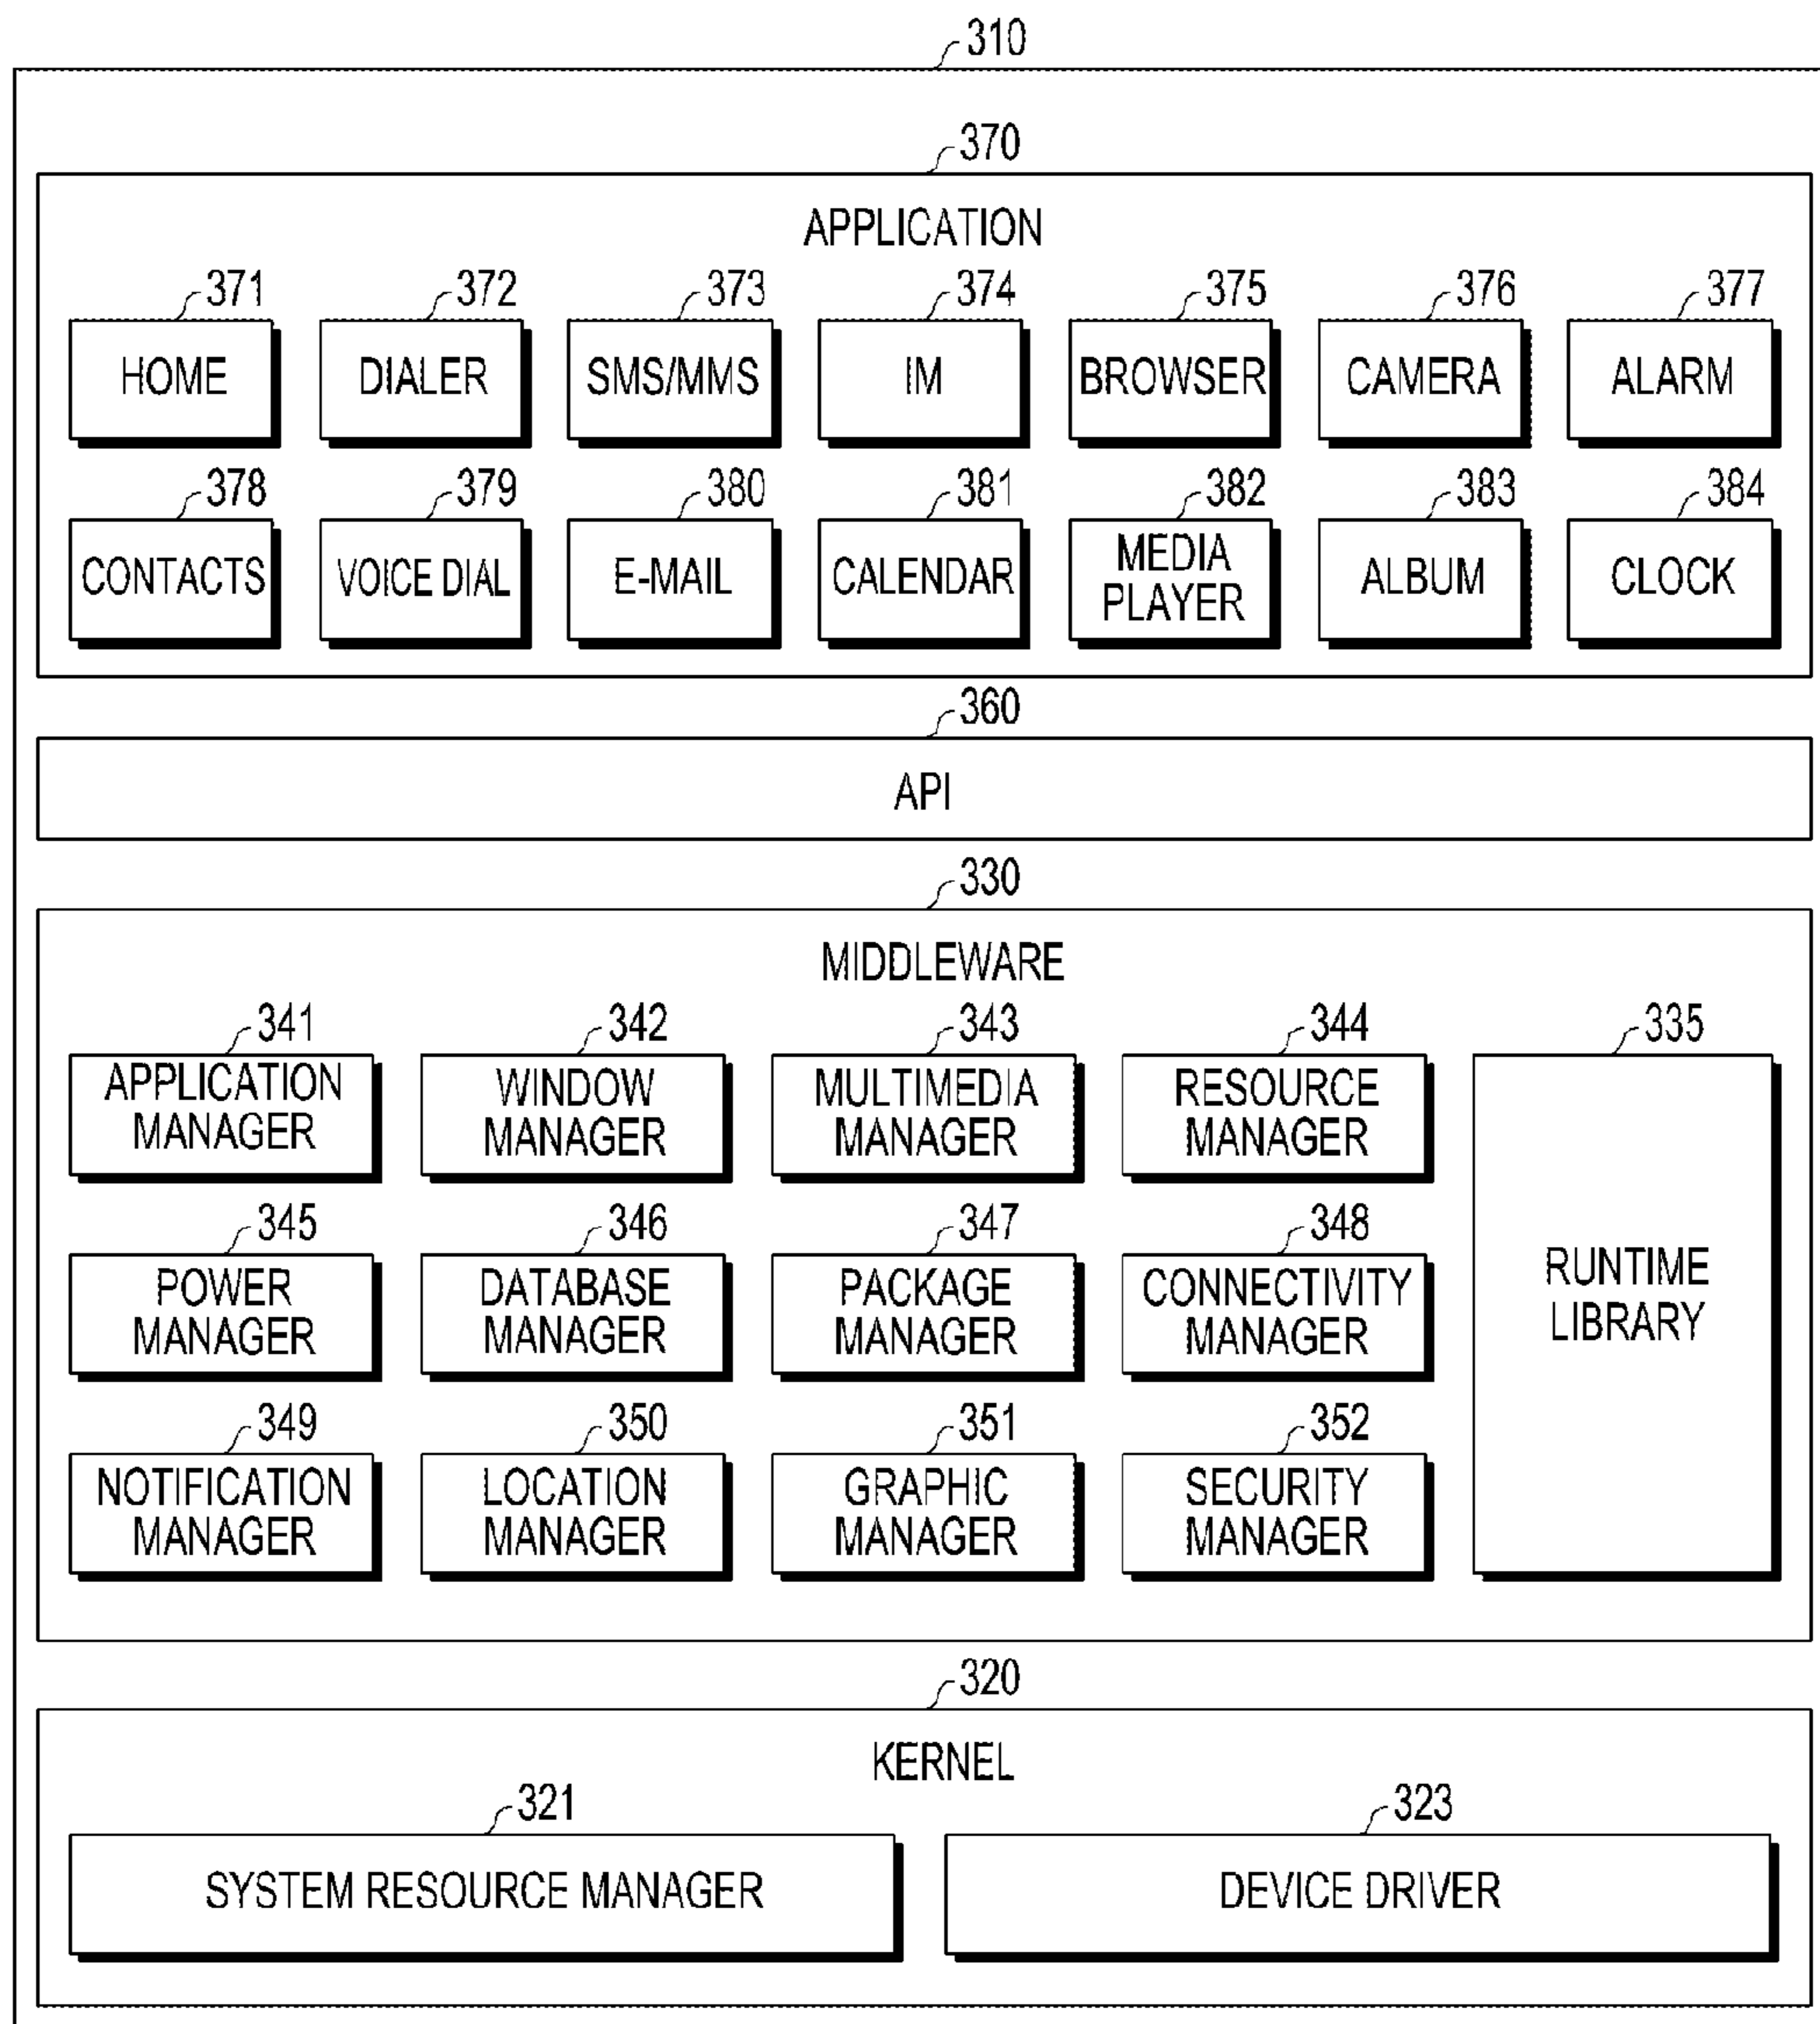 310
370
APPLICATION
371 372 373 374 375 376 377
HOME DIALER SMS/MMS IM BROWSER CAMERA ALARM
378 379 380 381 382 383 384
CONTACTS VOICE DIAL E-MAIL CALENDAR MEDIA PLAYER ALBUM CLOCK
360
API
330
MIDDLEWARE
341 342 343 344 335
APPLICATION MANAGER WINDOW MANAGER MULTIMEDIA MANAGER RESOURCE MANAGER
345 346 347 348
POWER MANAGER DATABASE MANAGER PACKAGE MANAGER CONNECTIVITY MANAGER RUNTIME LIBRARY
349 350 351 352
NOTIFICATION MANAGER LOCATION MANAGER GRAPHIC MANAGER SECURITY MANAGER
320
KERNEL
321 323
SYSTEM RESOURCE MANAGER DEVICE DRIVER